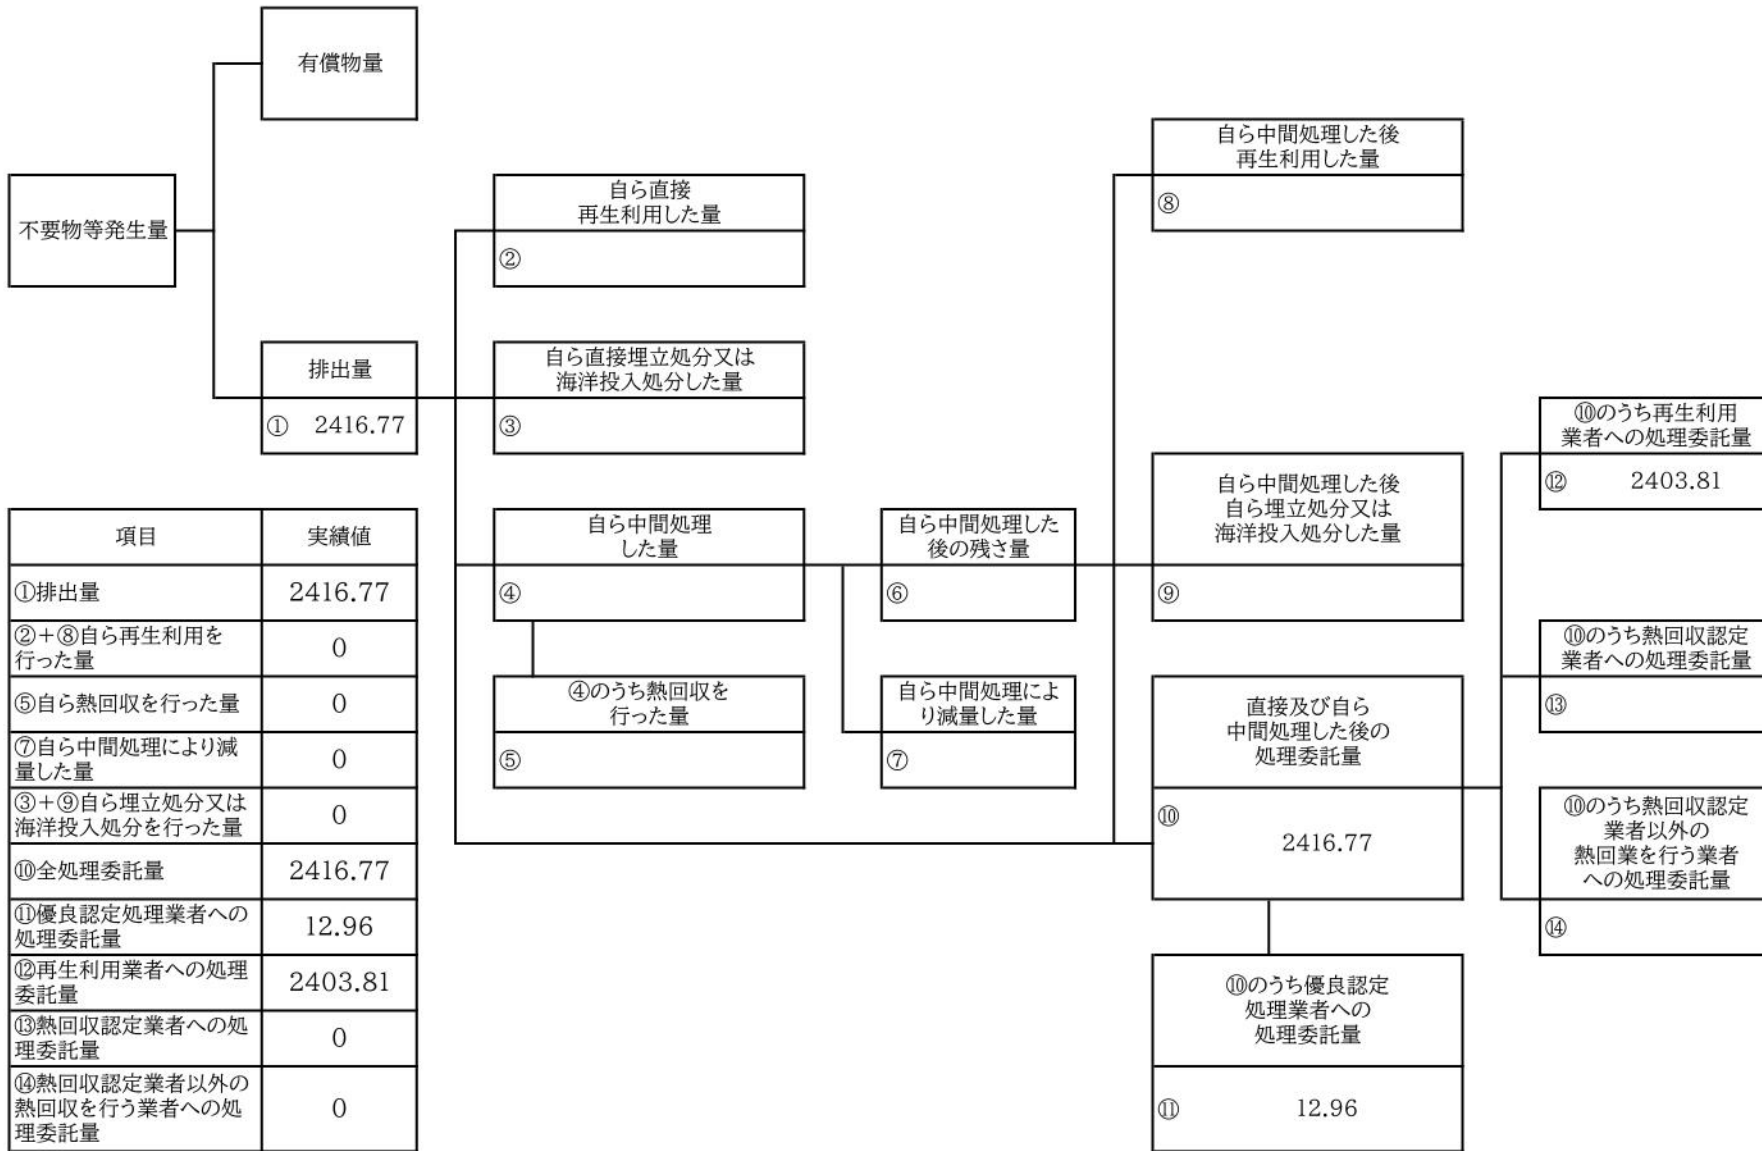 有償物量
不要物等発生量
排出量
① 2416.77
自ら直接
再生利用した量
②
自ら直接埋立処分又は
海洋投入処分した量
③
自ら中間処理
した量
④
④のうち熱回収を
行った量
⑤
自ら中間処理した
後の残さ量
⑥
自ら中間処理によ
り減量した量
⑦
自ら中間処理した後
再生利用した量
⑧
自ら中間処理した後
自ら埋立処分又は
海洋投入処分した量
⑨
直接及び自ら
中間処理した後の
処理委託量
⑩
2416.77
⑩のうち優良認定
処理業者への
処理委託量
⑪ 12.96
⑩のうち再生利用
業者への処理委託量
⑫ 2403.81
⑩のうち熱回収認定
業者への処理委託量
⑬
⑩のうち熱回収認定
業者以外の
熱回業を行う業者
への処理委託量
⑭
項目 実績値
①排出量 2416.77
②+⑧自ら再生利用を
行った量 0
⑤自ら熱回収を行った量 0
⑦自ら中間処理により減
量した量 0
③+⑨自ら埋立処分又は
海洋投入処分を行った量 0
⑩全処理委託量 2416.77
⑪優良認定処理業者への
処理委託量 12.96
⑫再生利用業者への処理
委託量 2403.81
⑬熱回収認定業者への処
理委託量 0
⑭熱回収認定業者以外の
熱回収を行う業者への処
理委託量 0